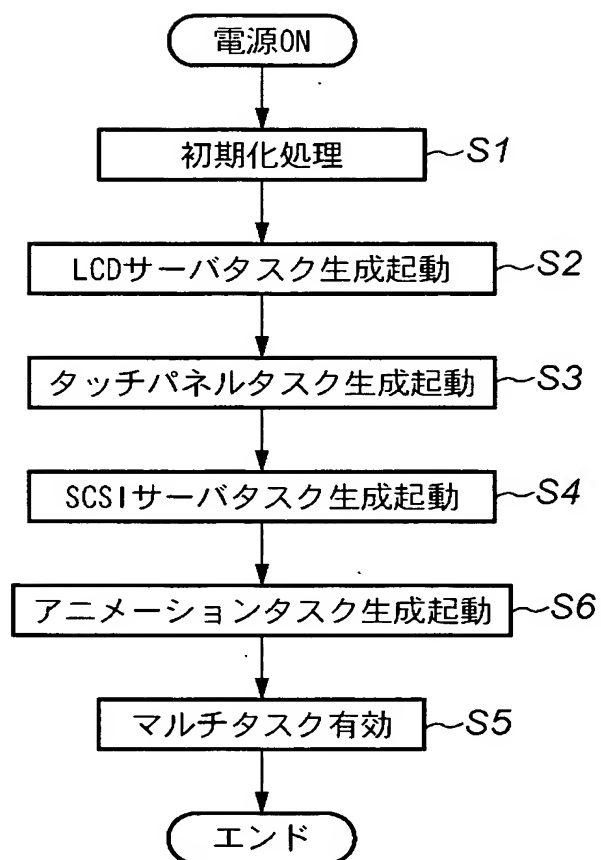 電源ON
初期化処理 S1
LCDサーバタスク生成起動 S2
タッチパネルタスク生成起動 S3
SCSIサーバタスク生成起動 S4
アニメーションタスク生成起動 S6
マルチタスク有効 S5
エンド